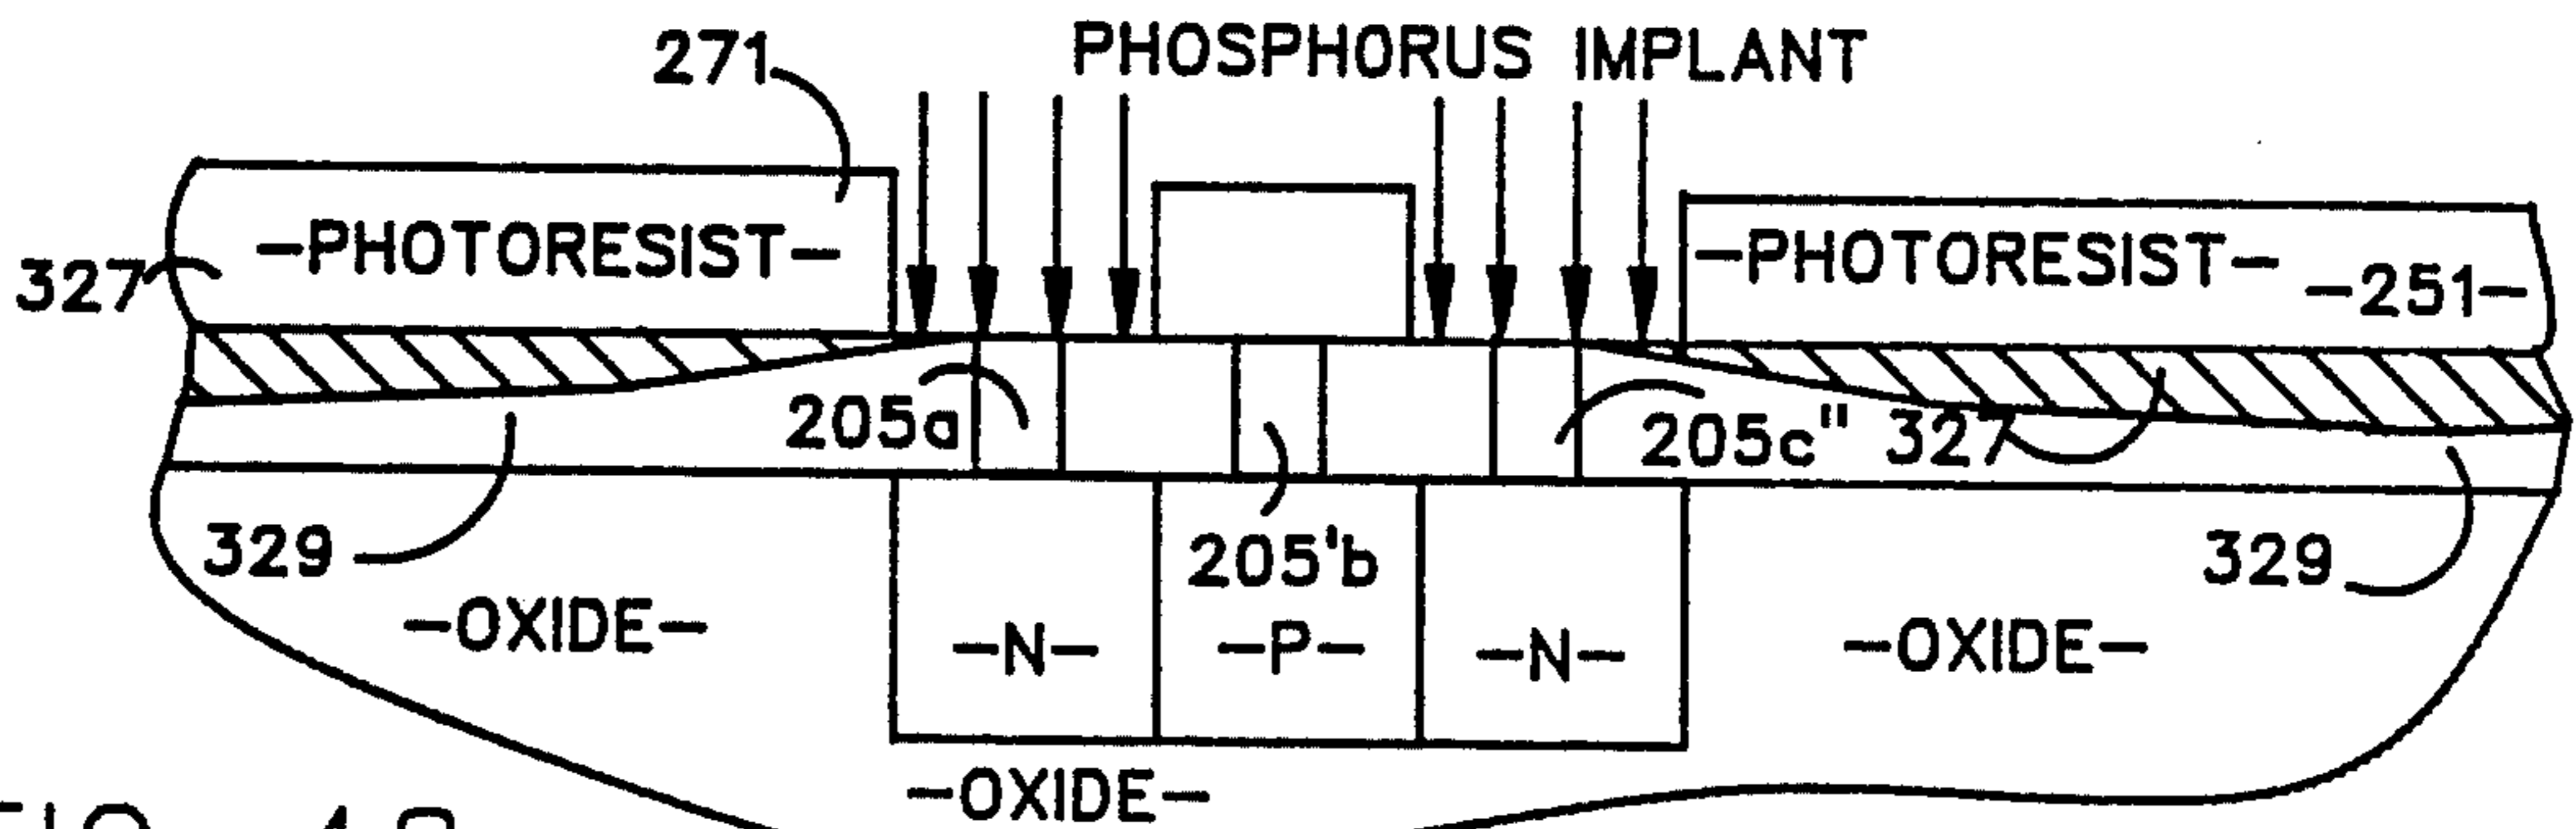 PHOSPHORUS IMPLANT
271
-PHOTORESIST-
-PHOTORESIST-
327
-251-
205a
205c"
327
329
205'b
329
-OXIDE-
-N-
-P-
-N-
-OXIDE-
-OXIDE-